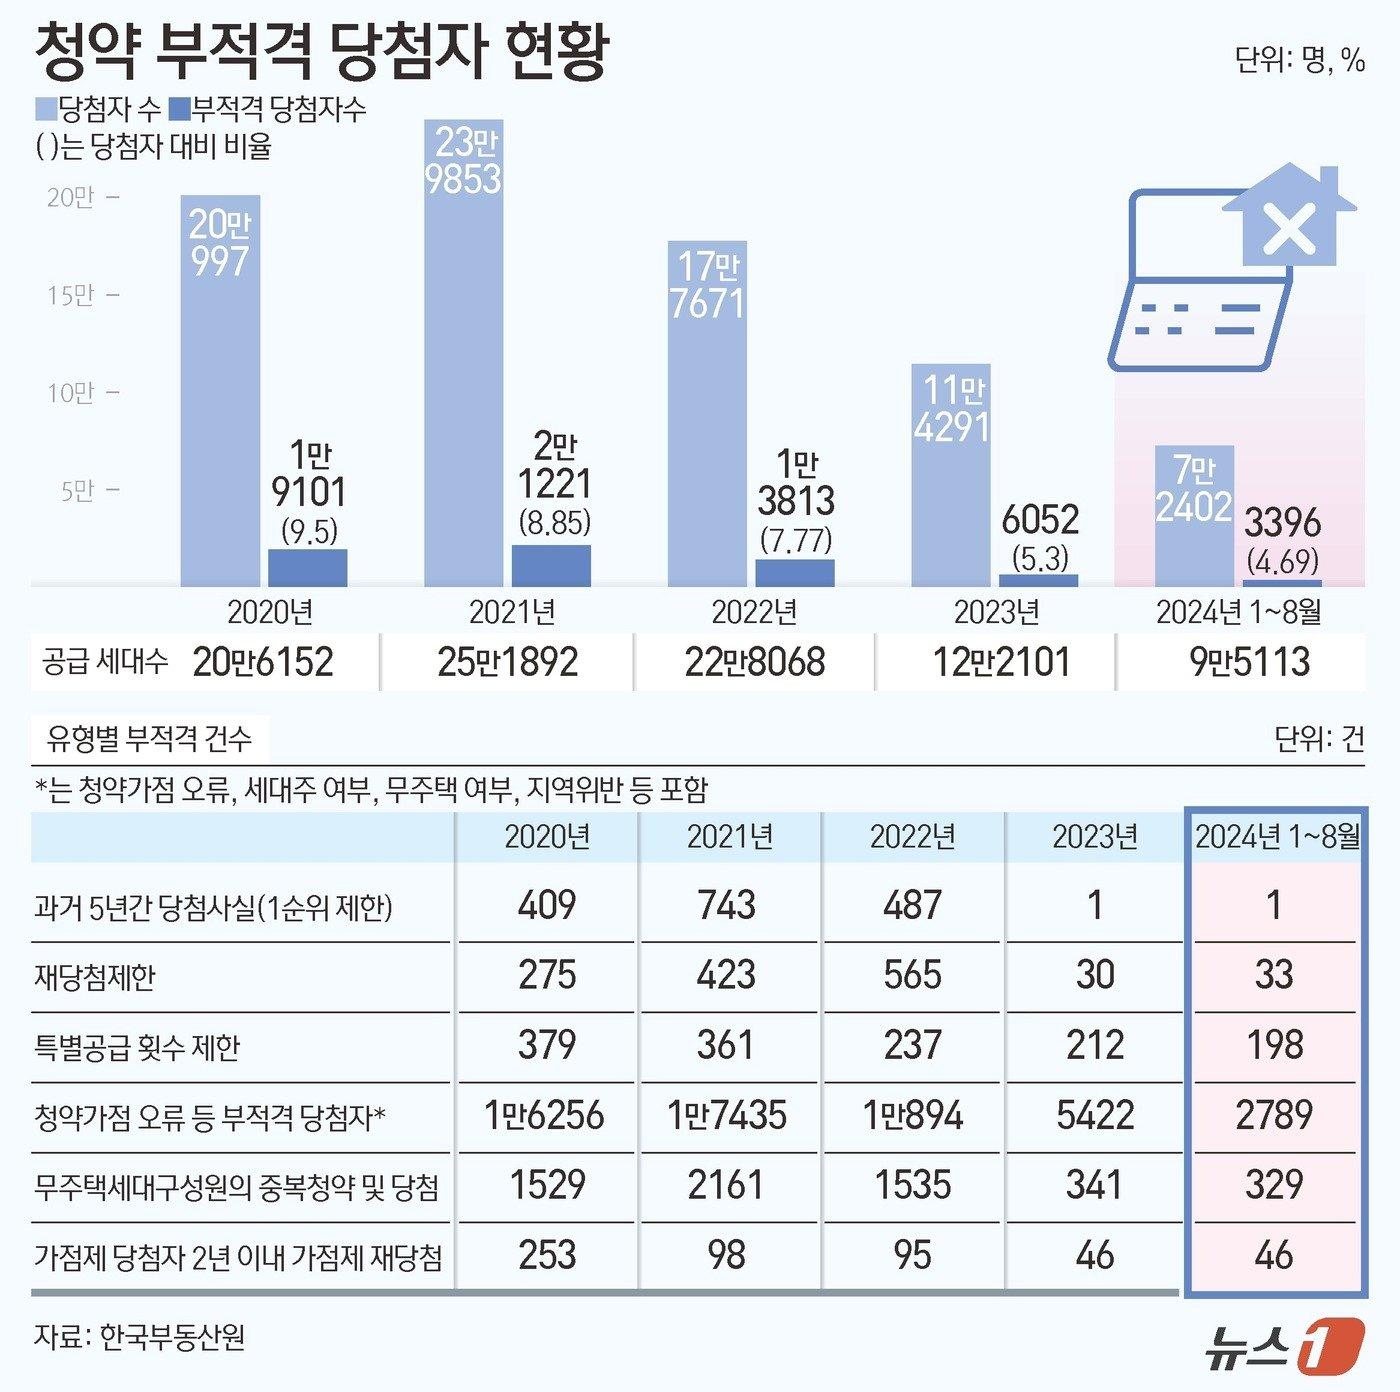 청약 부적격 당첨자 현황
단위: 명, %
당첨자 수 부적격 당첨자수
( )는 당첨자 대비 비율
20만
15만
10만
5만
20만
997
1만
9101
(9.5)
23만
9853
2만
1221
(8.85)
17만
7671
1만
3813
(7.77)
11만
4291
6052
(5.3)
7만
2402
3396
(4.69)
2020년 2021년 2022년 2023년 2024년 1~8월
공급 세대수 20만6152 25만1892 22만8068 12만2101 9만5113
유형별 부적격 건수
단위: 건
*는 청약가점 오류, 세대주 여부, 무주택 여부, 지역위반 등 포함
2020년 2021년 2022년 2023년 2024년 1~8월
과거 5년간 당첨사실(1순위 제한) 409 743 487 1 1
재당첨제한 275 423 565 30 33
특별공급 횟수 제한 379 361 237 212 198
청약가점 오류 등 부적격 당첨자* 1만6256 1만7435 1만894 5422 2789
무주택세대구성원의 중복청약 및 당첨 1529 2161 1535 341 329
가점제 당첨자 2년 이내 가점제 재당첨 253 98 95 46 46
자료: 한국부동산원
뉴스1